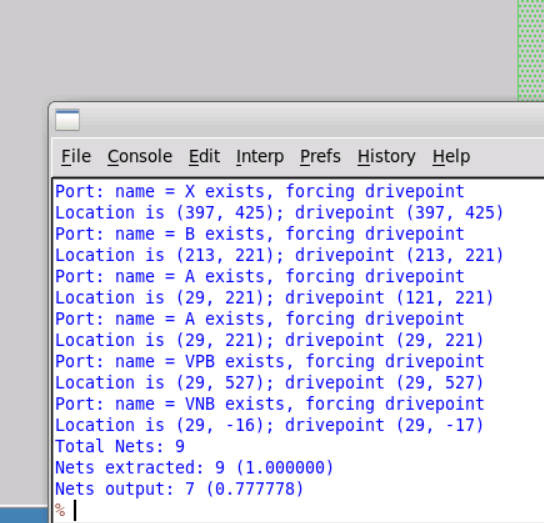 File Console Edit Interp Prefs History Help
Port: name = X exists, forcing drivepoint
Location is (397, 425); drivepoint (397, 425)
Port: name = B exists, forcing drivepoint
Location is (213, 221); drivepoint (213, 221)
Port: name = A exists, forcing drivepoint
Location is (29, 221); drivepoint (121, 221)
Port: name = A exists, forcing drivepoint
Location is (29, 221); drivepoint (29, 221)
Port: name = VPB exists, forcing drivepoint
Location is (29, 527); drivepoint (29, 527)
Port: name = VNB exists, forcing drivepoint
Location is (29, -16); drivepoint (29, -17)
Total Nets: 9
Nets extracted: 9 (1.000000)
Nets output: 7 (0.777778)
%